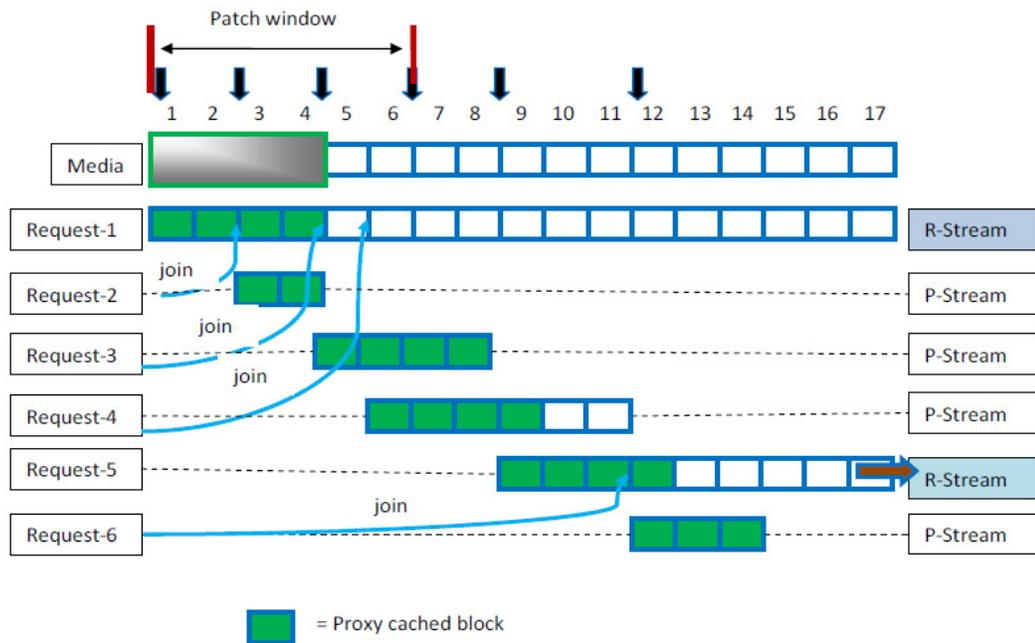 Patch window
1 2 3 4 5 6 7 8 9 10 11 12 13 14 15 16 17
Media
Request-1 R-Stream
join
Request-2 P-Stream
join
Request-3 P-Stream
join
Request-4 P-Stream
Request-5 R-Stream
join
Request-6 P-Stream
= Proxy cached block